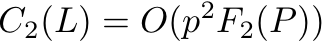 $C_2(L) = O(p^2 F_2(P))$